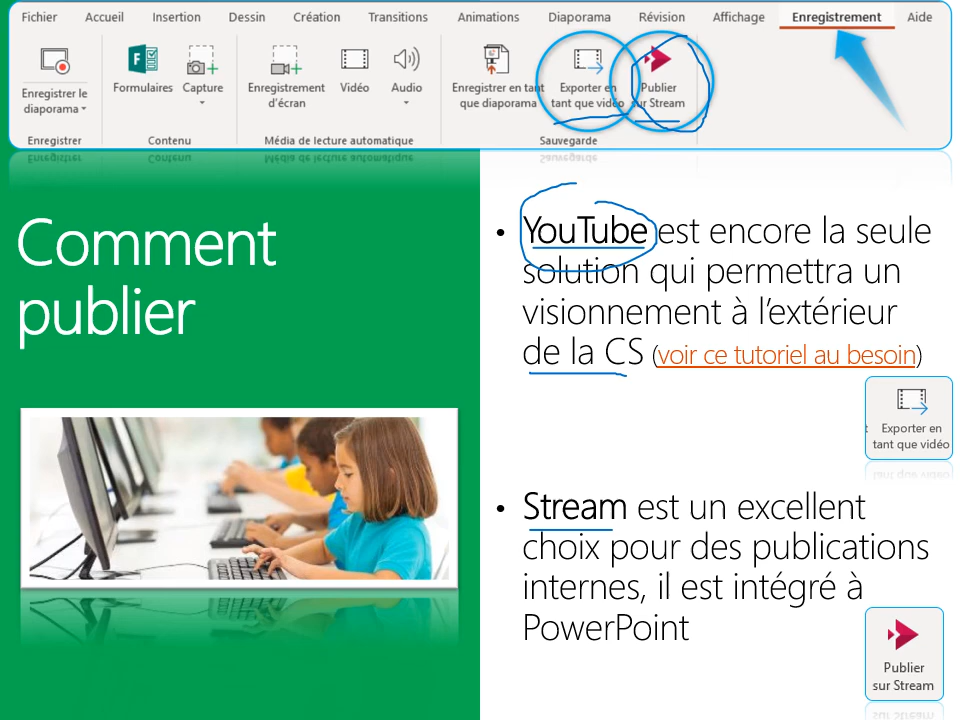 Fichier Accueil Insertion Dessin Création Transitions Animations Diaporama Révision Affichage Enregistrement Aide
Enregistrer le
diaporama
Formulaires
Capture
Enregistrement
d'écran
Vidéo
Audio
Enregistrer en tant
que diaporama
Exporter en
tant que vidéo
Publier
sur Stream
Enregistrer
Contenu
Média de lecture automatique
Sauvegarde
Comment
publier
• YouTube est encore la seule
solution qui permettra un
visionnement à l'extérieur
de la CS (voir ce tutoriel au besoin)
Exporter en
tant que vidéo
• Stream est un excellent
choix pour des publications
internes, il est intégré à
PowerPoint
Publier
sur Stream